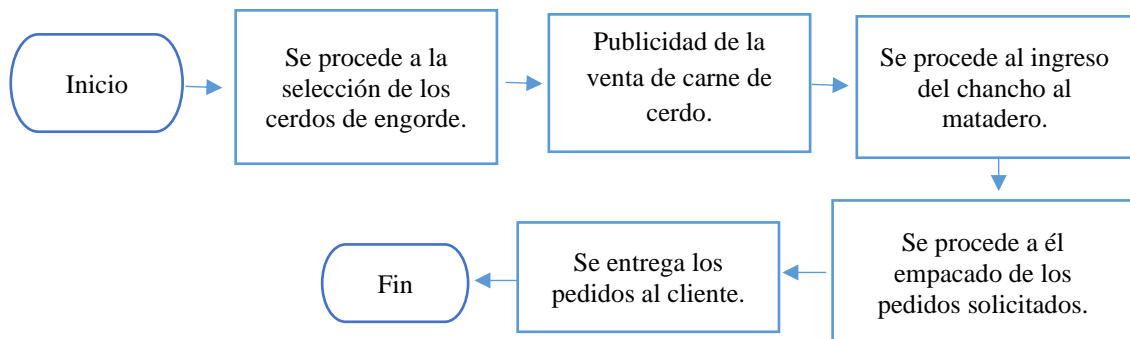 Inicio
Se procede a la
selección de los
cerdos de engorde.
Publicidad de la
venta de carne de
cerdo.
Se procede al ingreso
del chancho al
matadero.
Se procede a él
empacado de los
pedidos solicitados.
Se entrega los
pedidos al cliente.
Fin